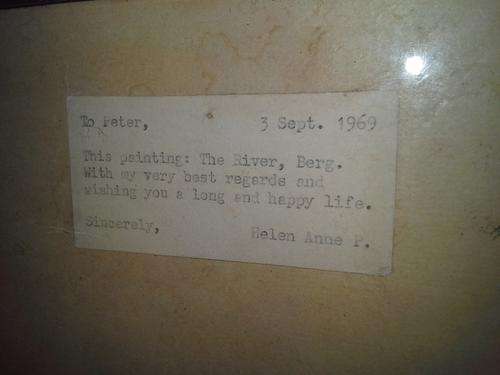 To Peter, 3 Sept. 1969
This painting: The River, Berg.
With my very best regards and
wishing you a long and happy life.
Sincerely, Helen Anne P.